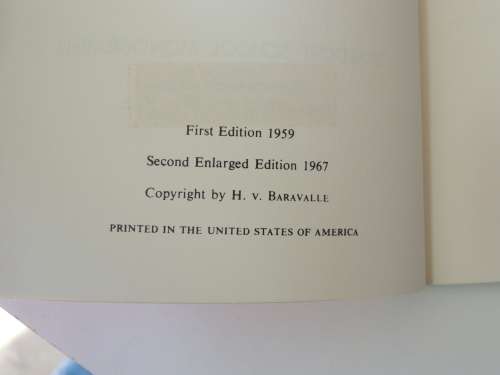 First Edition 1959
Second Enlarged Edition 1967
Copyright by H. v. BARAVALLE
PRINTED IN THE UNITED STATES OF AMERICA